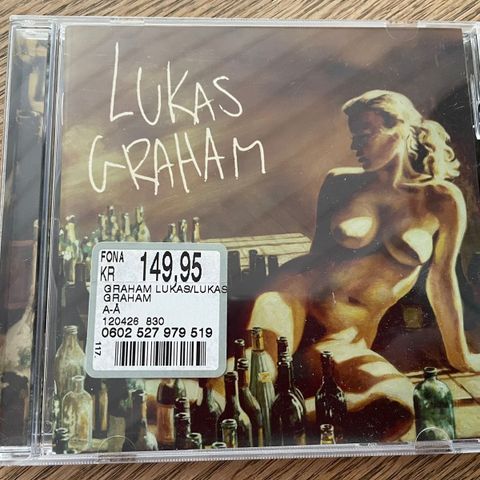 LUKAS
GRAHAM
FONA
KR 149,95
GRAHAM LUKAS/LUKAS
GRAHAM
A-Å
120426 830
0602 527 979 519
117.